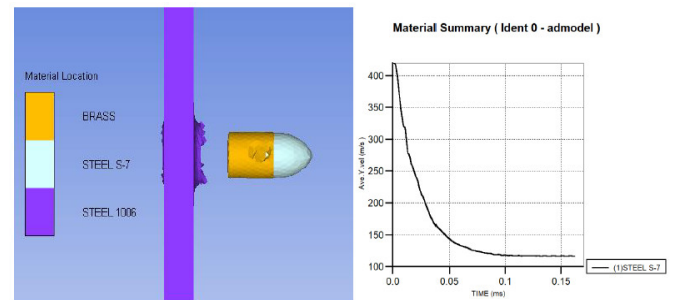 Material Location
BRASS
STEEL S-7
STEEL 1006
Material Summary ( Ident 0 - admodel )
Ave.Y.vel (m/s )
400
350
300
250
200
150
100
0.0 0.05 0.1 0.15
TIME (ms)
(1)STEEL S-7